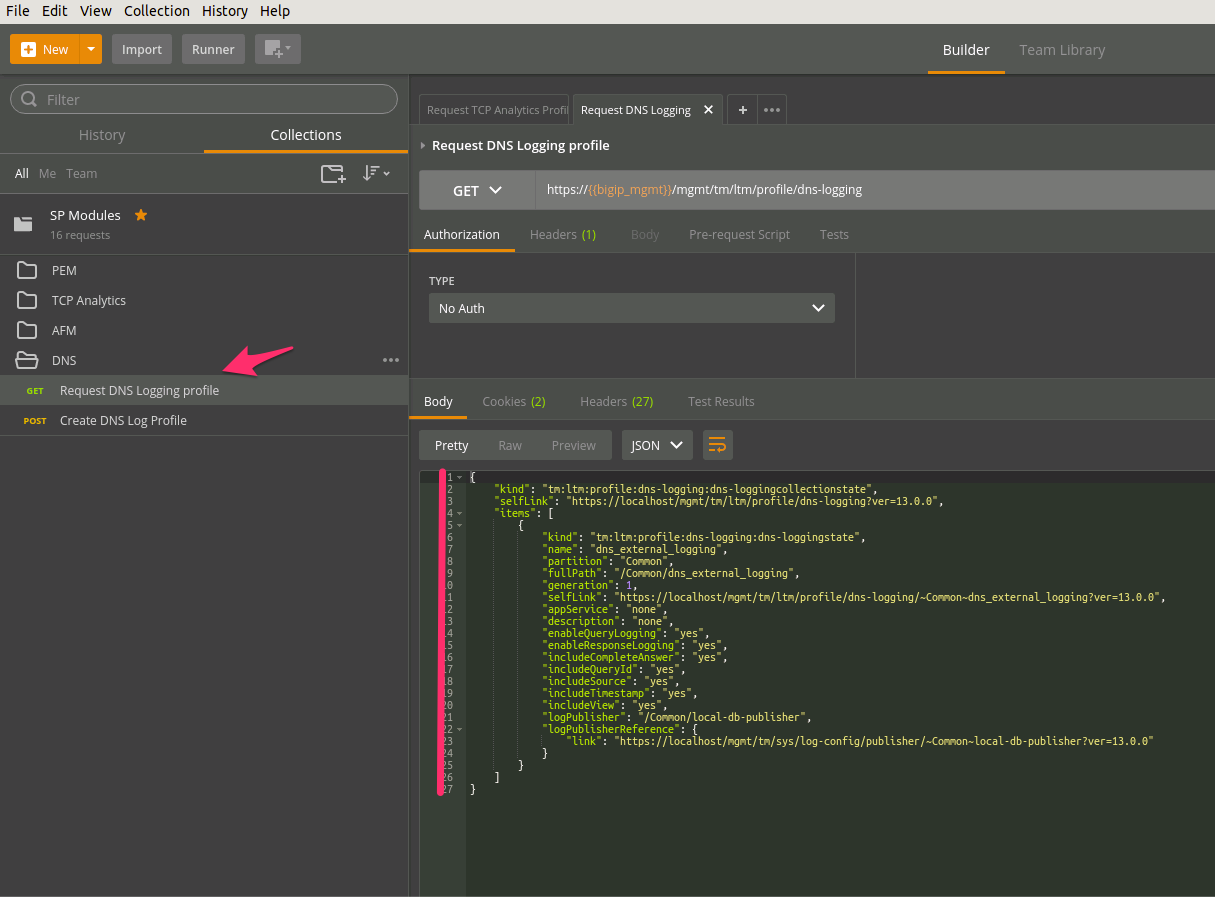 File Edit View Collection History Help
New Import Runner
Builder Team Library
Filter
History Collections
All Me Team
SP Modules
16 requests
PEM
TCP Analytics
AFM
DNS
GET Request DNS Logging profile
POST Create DNS Log Profile
Request TCP Analytics Profil Request DNS Logging
Request DNS Logging profile
GET https://{{bigip_mgmt}}/mgmt/tm/ltm/profile/dns-logging
Authorization Headers (1) Body Pre-request Script Tests
TYPE
No Auth
Body Cookies (2) Headers (27) Test Results
Pretty Raw Preview JSON
1 {
2 "kind": "tm:ltm:profile:dns-logging:dns-loggingcollectionstate",
3 "selfLink": "https://localhost/mgmt/tm/ltm/profile/dns-logging?ver=13.0.0",
4 "items": [
5 {
6 "kind": "tm:ltm:profile:dns-logging:dns-loggingstate",
7 "name": "dns_external_logging",
8 "partition": "Common",
9 "fullPath": "/Common/dns_external_logging",
10 "generation": 1,
11 "selfLink": "https://localhost/mgmt/tm/ltm/profile/dns-logging/~Common~dns_external_logging?ver=13.0.0",
12 "appService": "none",
13 "description": "none",
14 "enableQueryLogging": "yes",
15 "enableResponseLogging": "yes",
16 "includeCompleteAnswer": "yes",
17 "includeQueryId": "yes",
18 "includeSource": "yes",
19 "includeTimestamp": "yes",
20 "includeView": "yes",
21 "logPublisher": "/Common/local-db-publisher",
22 "logPublisherReference": {
23 "link": "https://localhost/mgmt/tm/sys/log-config/publisher/~Common~local-db-publisher?ver=13.0.0"
24 }
25 }
26 ]
27 }